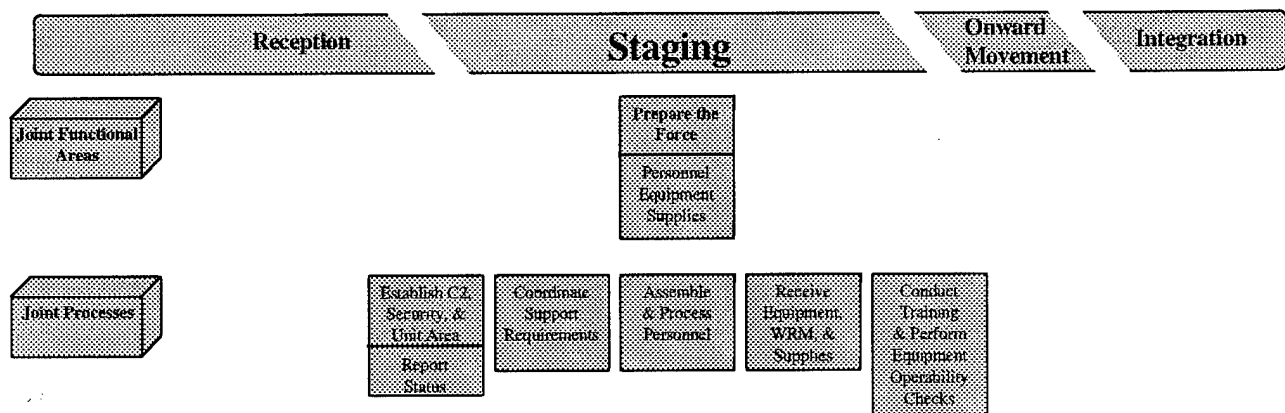 Reception
Staging
Onward
Movement
Integration
Joint Functional
Areas
Prepare the
Force
Personnel
Equipment
Supplies
Joint Processes
Establish C2,
Security, &
Unit Area
Report
Status
Coordinate
Support
Requirements
Assemble
& Process
Personnel
Receive
Equipment,
WRM, &
Supplies
Conduct
Training
& Perform
Equipment
Operability
Checks